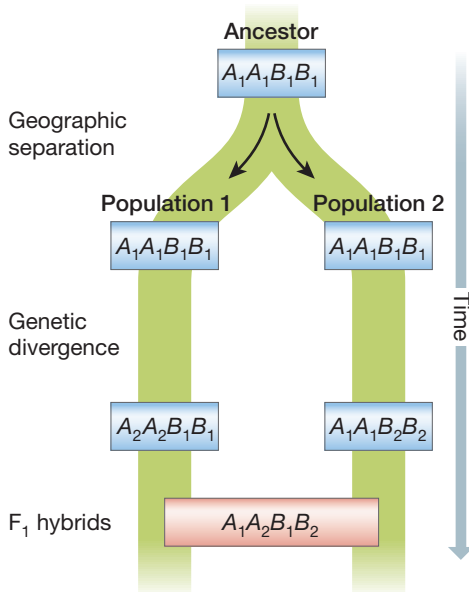 Ancestor
A₁A₁B₁B₁
Geographic
separation
Population 1
Population 2
A₁A₁B₁B₁
A₁A₁B₁B₁
Time
Genetic
divergence
A₂A₂B₁B₁
A₁A₁B₂B₂
F₁ hybrids
A₁A₂B₁B₂